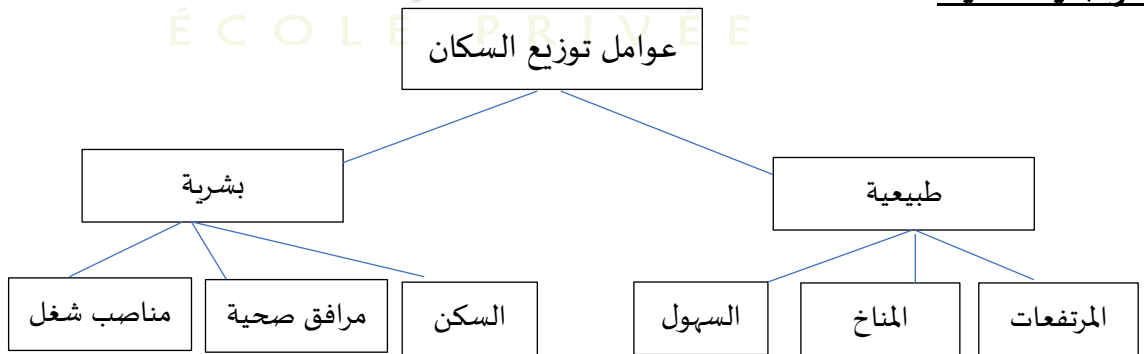 ÉCOLE PRIVÉE
عوامل توزيع السكان
طبيعية
بشرية
المرتفعات
المناخ
السهول
السكن
مرافق صحية
مناصب شغل